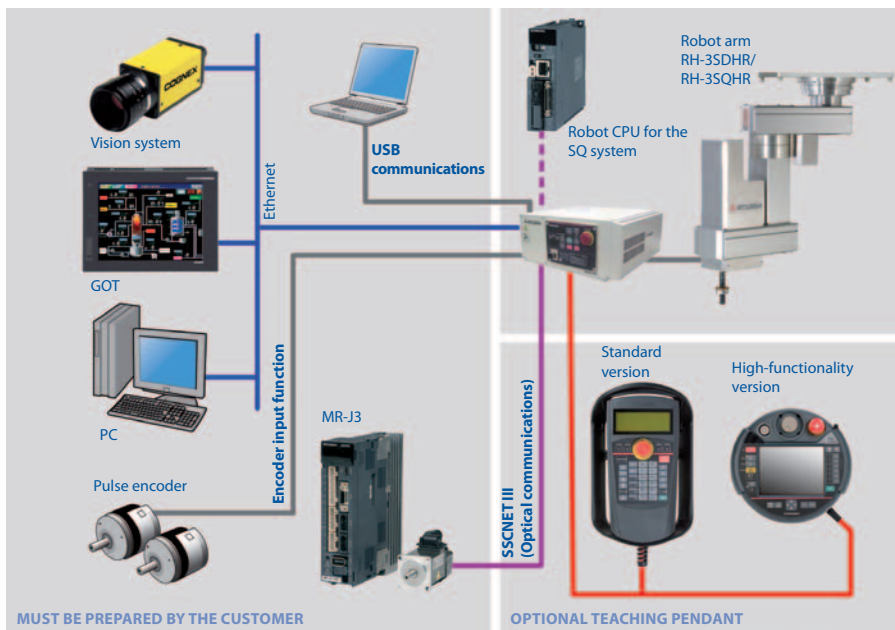 COGNEX
Vision system
Ethernet
GOT
PC
Pulse encoder
USB
communications
Encoder input function
MR-J3
SSCNET III
(Optical communications)
MUST BE PREPARED BY THE CUSTOMER
Robot CPU for the
SQ system
Robot arm
RH-3SDHR/
RH-3SQHR
Standard
version
High-functionality
version
OPTIONAL TEACHING PENDANT